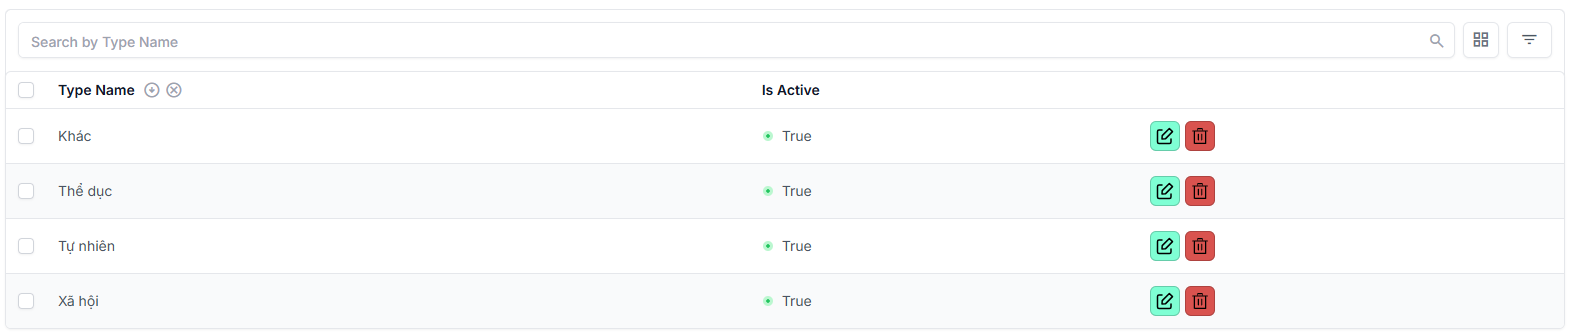 Search by Type Name
Type Name Is Active
Khác True
Thể dục True
Tự nhiên True
Xã hội True